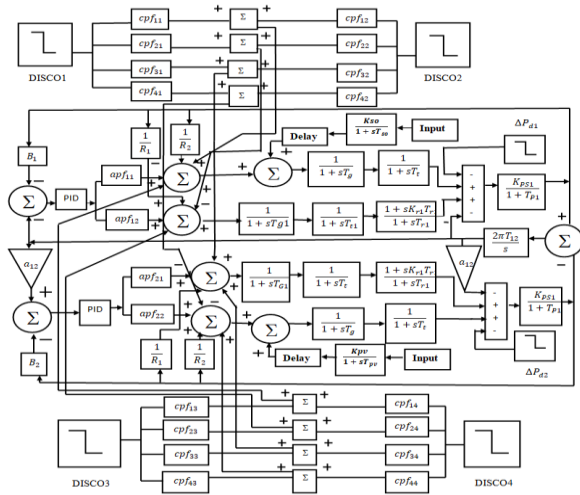 cpf₁₁ Σ cpf₁₂
cpf₂₁ Σ cpf₂₂
cpf₃₁ Σ cpf₃₂
cpf₄₁ Σ cpf₄₂
DISCO1 DISCO2
B₁
1/R₁
1/R₂
Delay
Kso/1 + sTso
Input
ΔPd1
PID
apf₁₁
apf₁₂
Σ
Σ
Σ
Σ
1/1 + sTg
1/1 + sTt
KPS1/1 + TP1
1/1 + sTg1
1/1 + sTt1
1 + sKr1Tr/1 + sTr1
2πT12/s
Σ
a₁₂
a₁₂
PID
apf₂₁
apf₂₂
Σ
Σ
Σ
Σ
1/1 + sTG1
1/1 + sTt
1 + sKr1Tr/1 + sTr1
1/1 + sTg
1/1 + sTt
KPS1/1 + TP1
B₂
1/R₁
1/R₂
Delay
Kpv/1 + sTpv
Input
ΔPd2
cpf₁₃ Σ cpf₁₄
cpf₂₃ Σ cpf₂₄
cpf₃₃ Σ cpf₃₄
cpf₄₃ Σ cpf₄₄
DISCO3 DISCO4